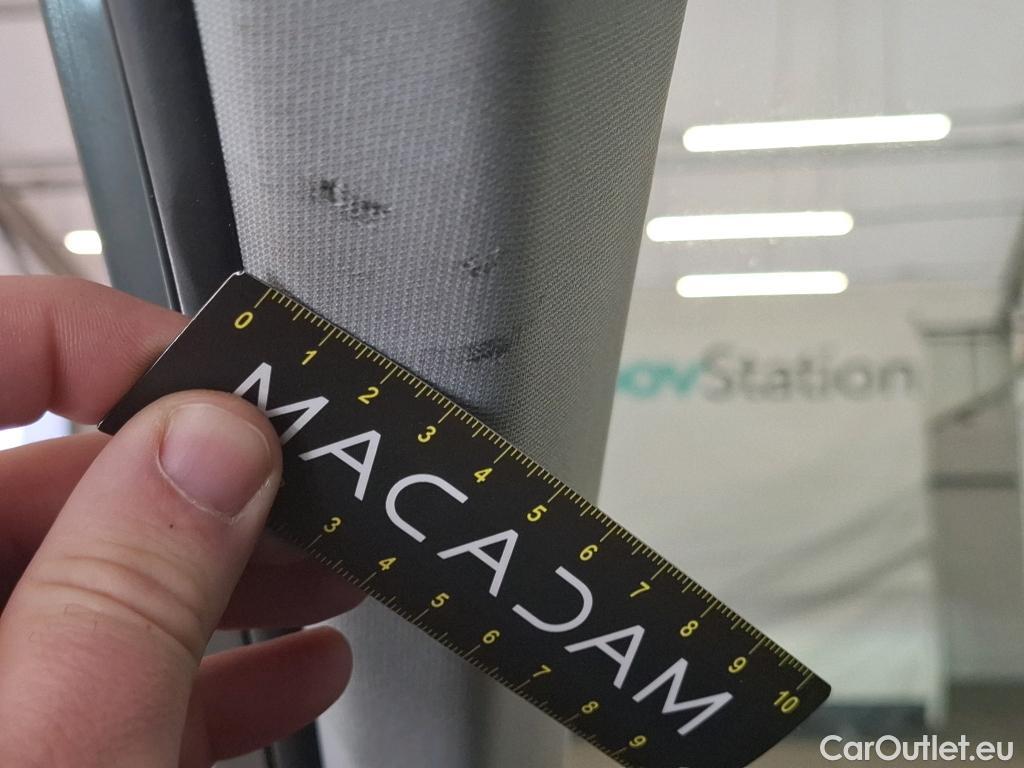 ovStation
0 1 2 3 4 5 6 7 8 9 10
MACADAM
3 4 5 6 7 8 9
CarOutlet.eu